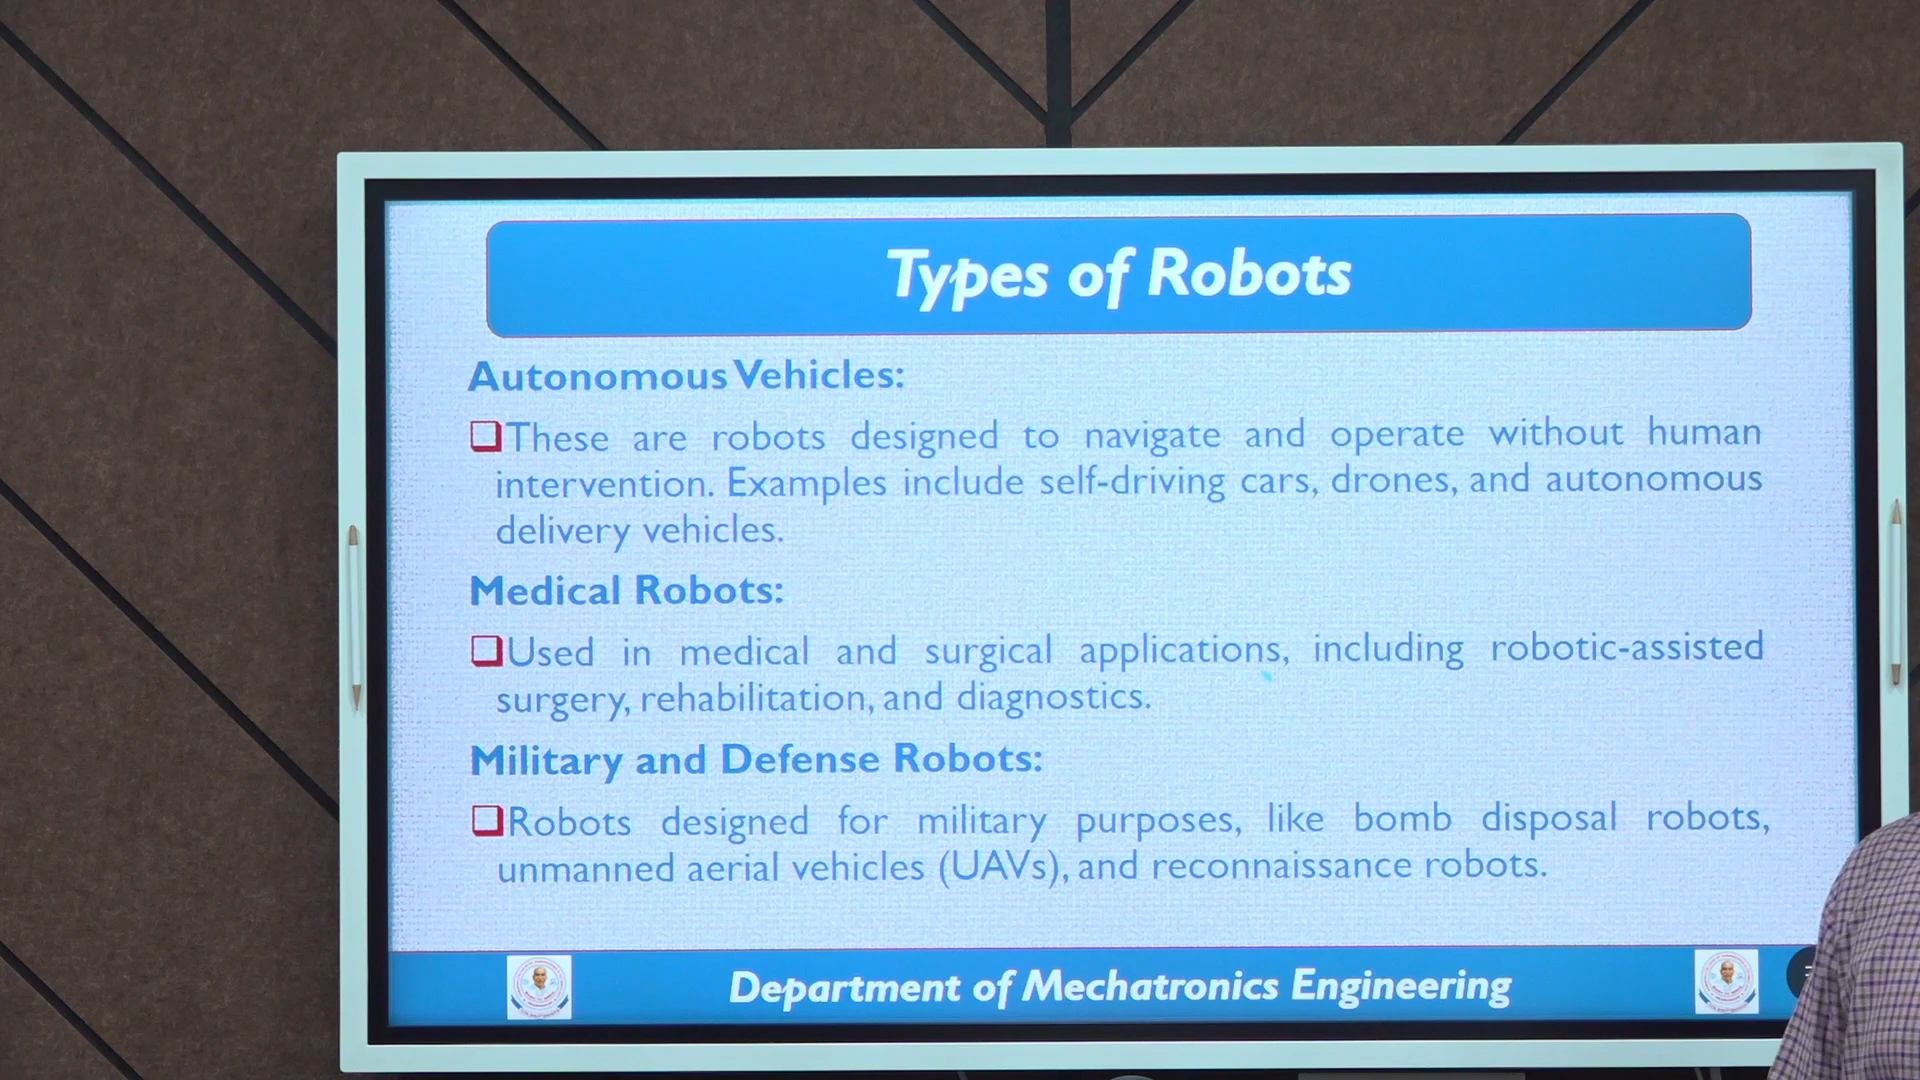 Types of Robots
Autonomous Vehicles:
These are robots designed to navigate and operate without human
intervention. Examples include self-driving cars, drones, and autonomous
delivery vehicles.
Medical Robots:
Used in medical and surgical applications, including robotic-assisted
surgery, rehabilitation, and diagnostics.
Military and Defense Robots:
Robots designed for military purposes, like bomb disposal robots,
unmanned aerial vehicles (UAVs), and reconnaissance robots.
Department of Mechatronics Engineering